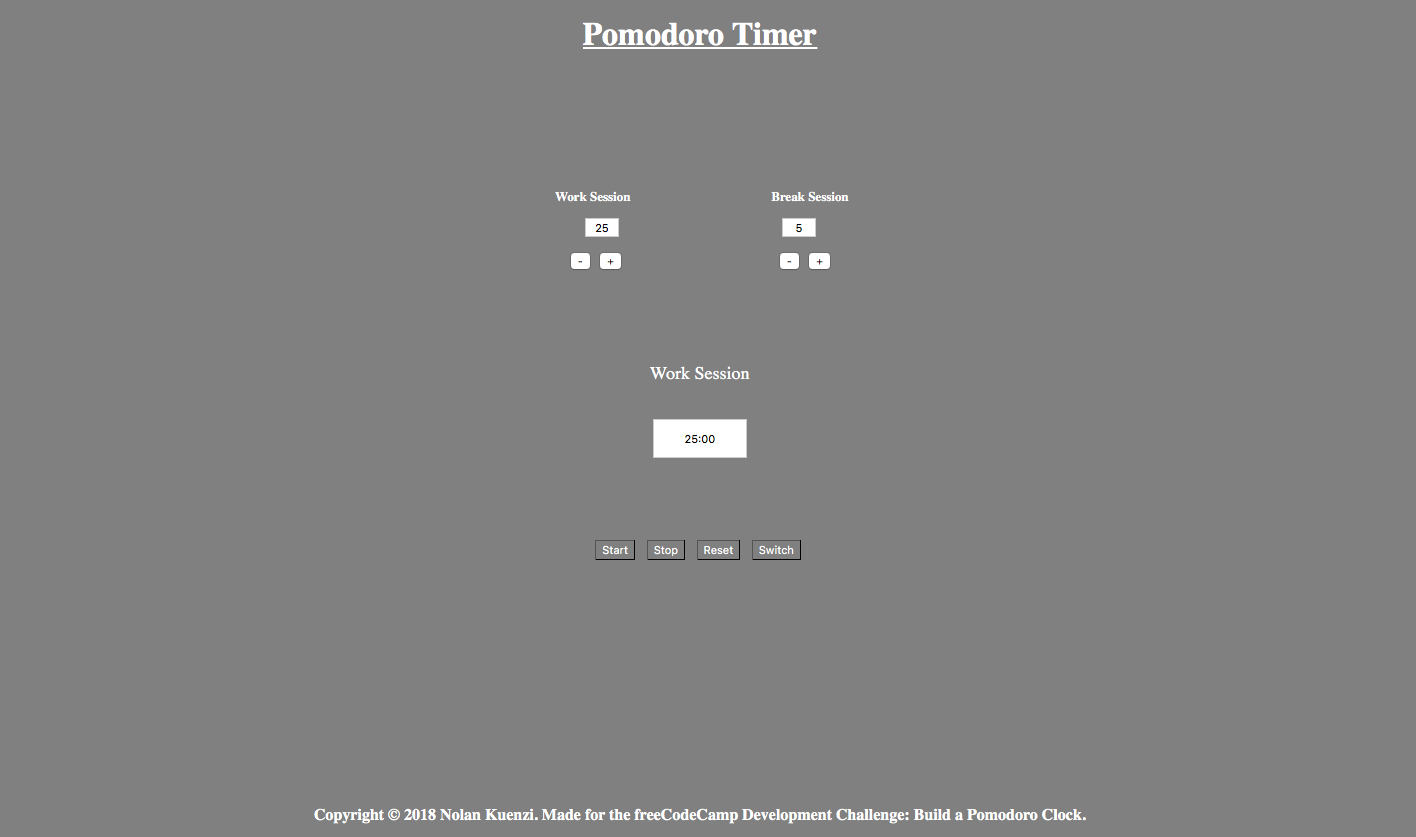 Pomodoro Timer
Work Session Break Session
25 5
- + - +
Work Session
25:00
Start Stop Reset Switch
Copyright © 2018 Nolan Kuenzi. Made for the freeCodeCamp Development Challenge: Build a Pomodoro Clock.